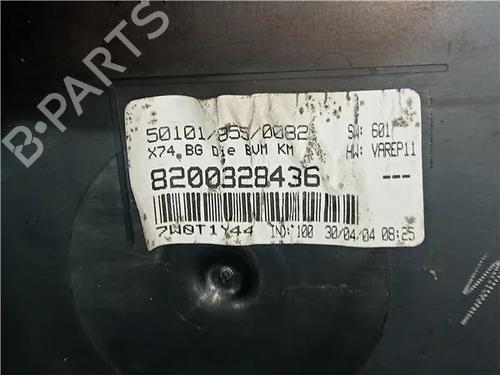 B-PARTS
50101/955/0082 SW: 601
X74 BG Die BVM KM HW: VAREP11
8200328436 ---
7W0T1Y44 IND: 100 30/04/04 08:25